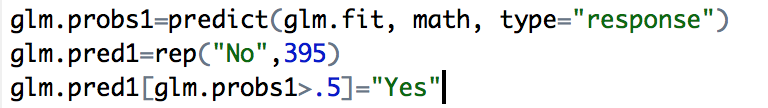 glm.probs1=predict(glm.fit, math, type="response")
glm.pred1=rep("No",395)
glm.pred1[glm.probs1>.5]="Yes"